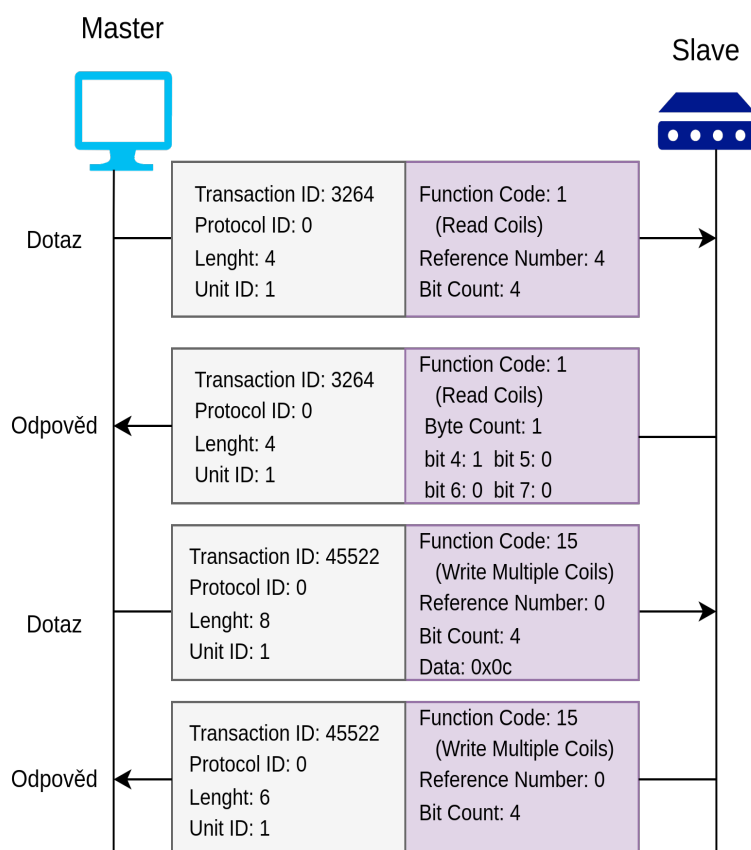 Master
Slave
Dotaz
Transaction ID: 3264
Protocol ID: 0
Lenght: 4
Unit ID: 1
Function Code: 1
(Read Coils)
Reference Number: 4
Bit Count: 4
Odpověd
Transaction ID: 3264
Protocol ID: 0
Lenght: 4
Unit ID: 1
Function Code: 1
(Read Coils)
Byte Count: 1
bit 4: 1 bit 5: 0
bit 6: 0 bit 7: 0
Dotaz
Transaction ID: 45522
Protocol ID: 0
Lenght: 8
Unit ID: 1
Function Code: 15
(Write Multiple Coils)
Reference Number: 0
Bit Count: 4
Data: 0x0c
Odpověd
Transaction ID: 45522
Protocol ID: 0
Lenght: 6
Unit ID: 1
Function Code: 15
(Write Multiple Coils)
Reference Number: 0
Bit Count: 4